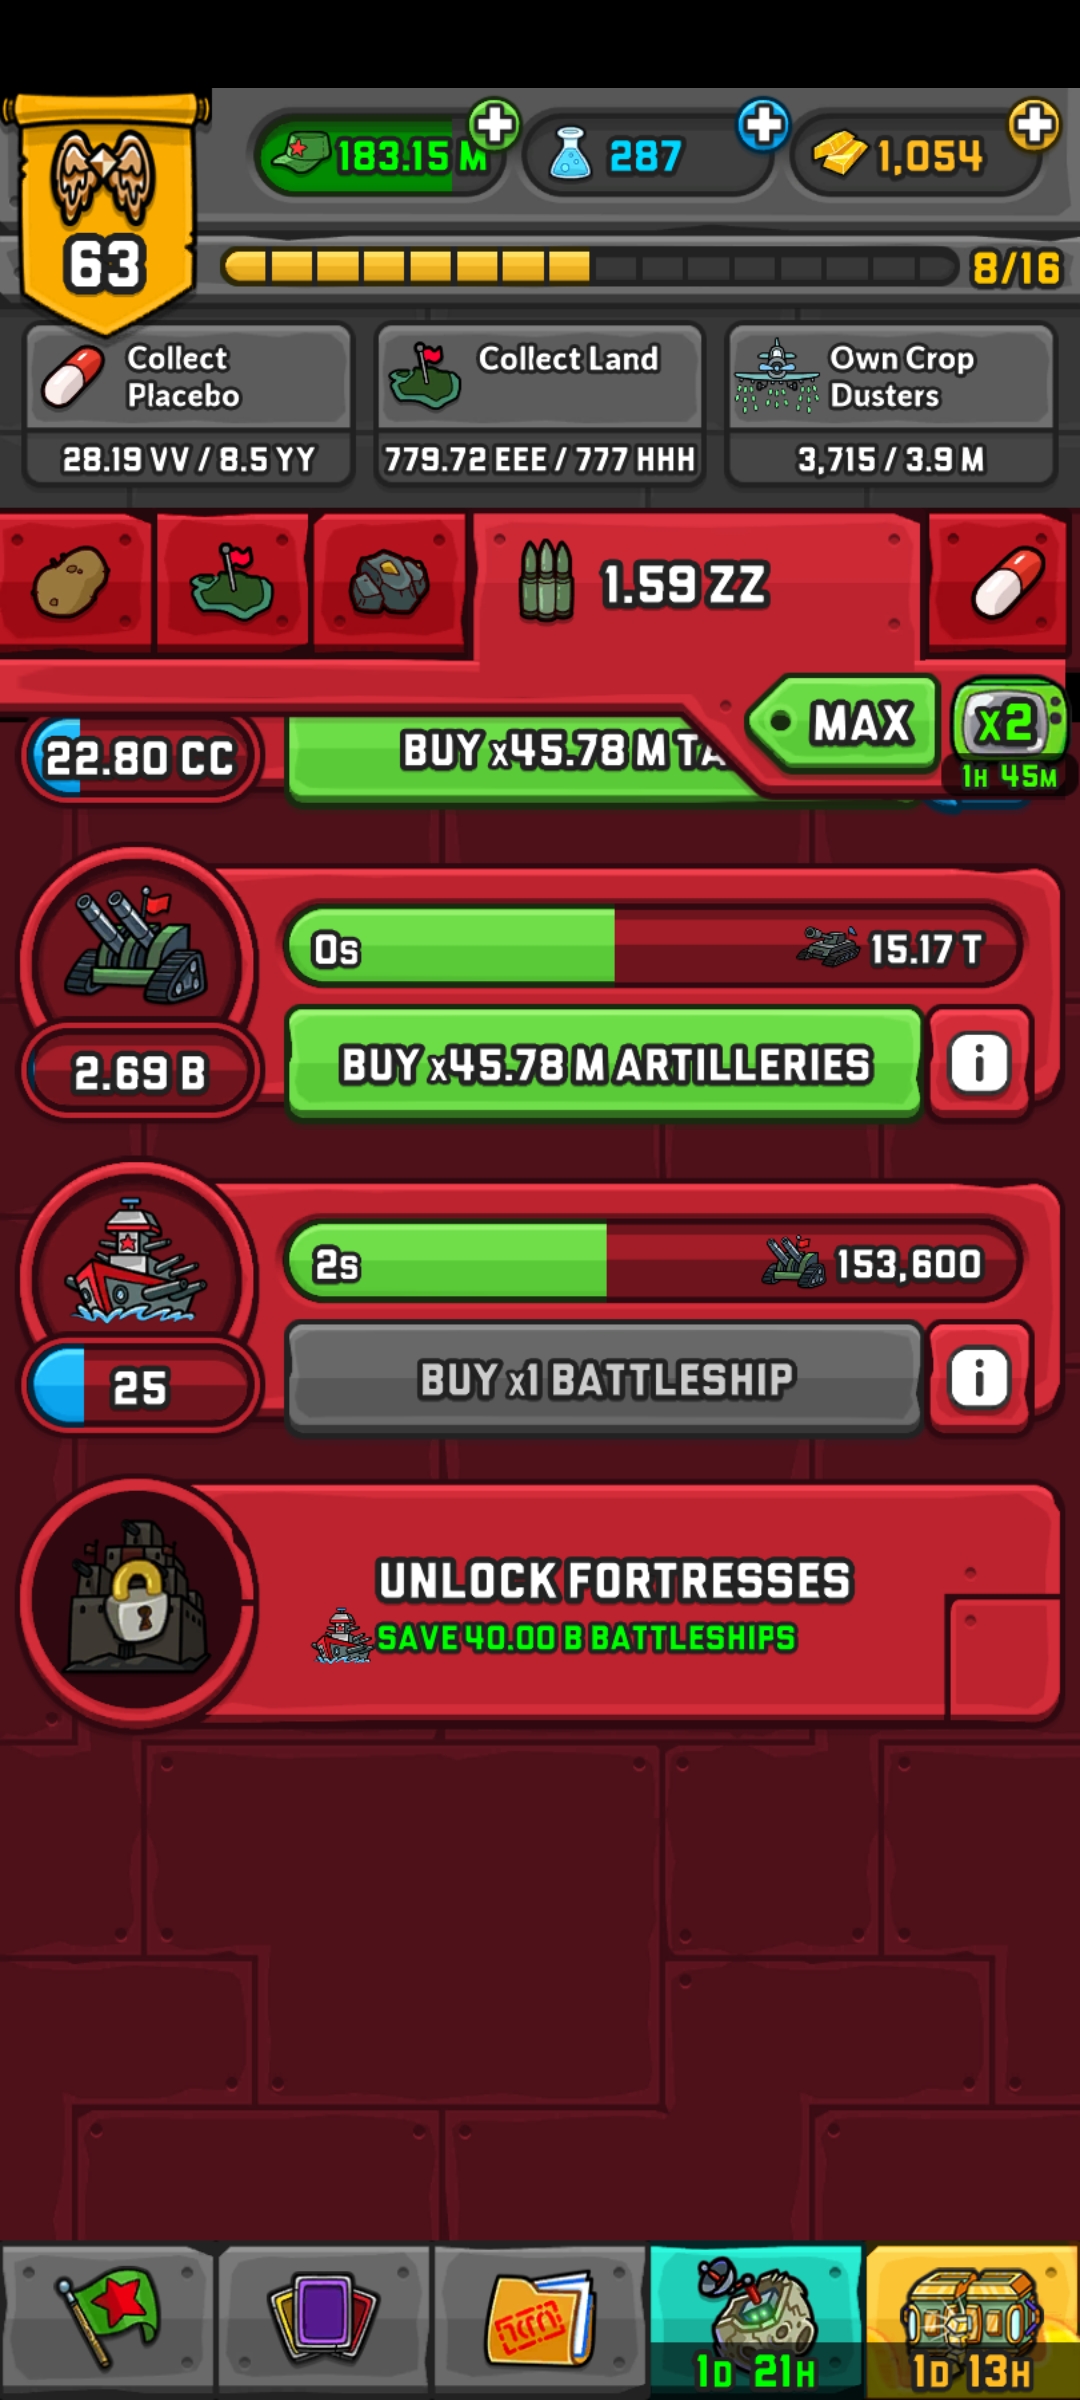 183.15 M
287
1,054
63
8/16
Collect
Placebo
28.19 VV / 8.5 YY
Collect Land
779.72 EEE / 777 HHH
Own Crop
Dusters
3,715 / 3.9 M
1.59 ZZ
MAX
x2
1H 45M
22.80 CC
BUY x45.78 M TA
0s
15.17 T
2.69 B
BUY x45.78 M ARTILLERIES
i
2s
153,600
25
BUY x1 BATTLESHIP
i
UNLOCK FORTRESSES
SAVE 40.00 B BATTLESHIPS
1D 21H
1D 13H